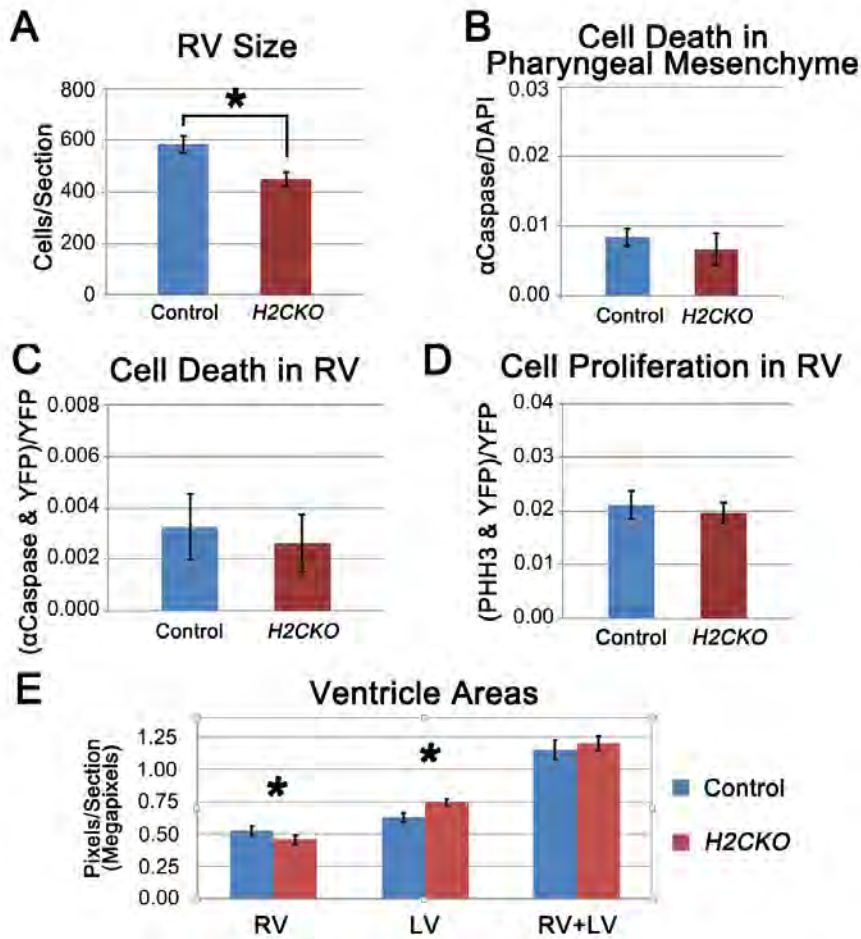 A
RV Size
Cells/Section
800
600
400
200
0
*
Control
H2CKO
B
Cell Death in
Pharyngeal Mesenchyme
αCaspase/DAPI
0.03
0.02
0.01
0.00
Control
H2CKO
C
Cell Death in RV
(αCaspase & YFP)/YFP
0.008
0.006
0.004
0.002
0.000
Control
H2CKO
D
Cell Proliferation in RV
(PHH3 & YFP)/YFP
0.04
0.03
0.02
0.01
0.00
Control
H2CKO
E
Ventricle Areas
Pixels/Section
(Megapixels)
1.25
1.00
0.75
0.50
0.25
0.00
*
*
RV
LV
RV+LV
Control
H2CKO